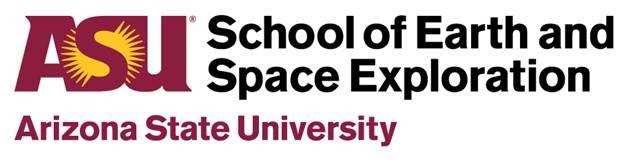 ASU® School of Earth and
Space Exploration
Arizona State University